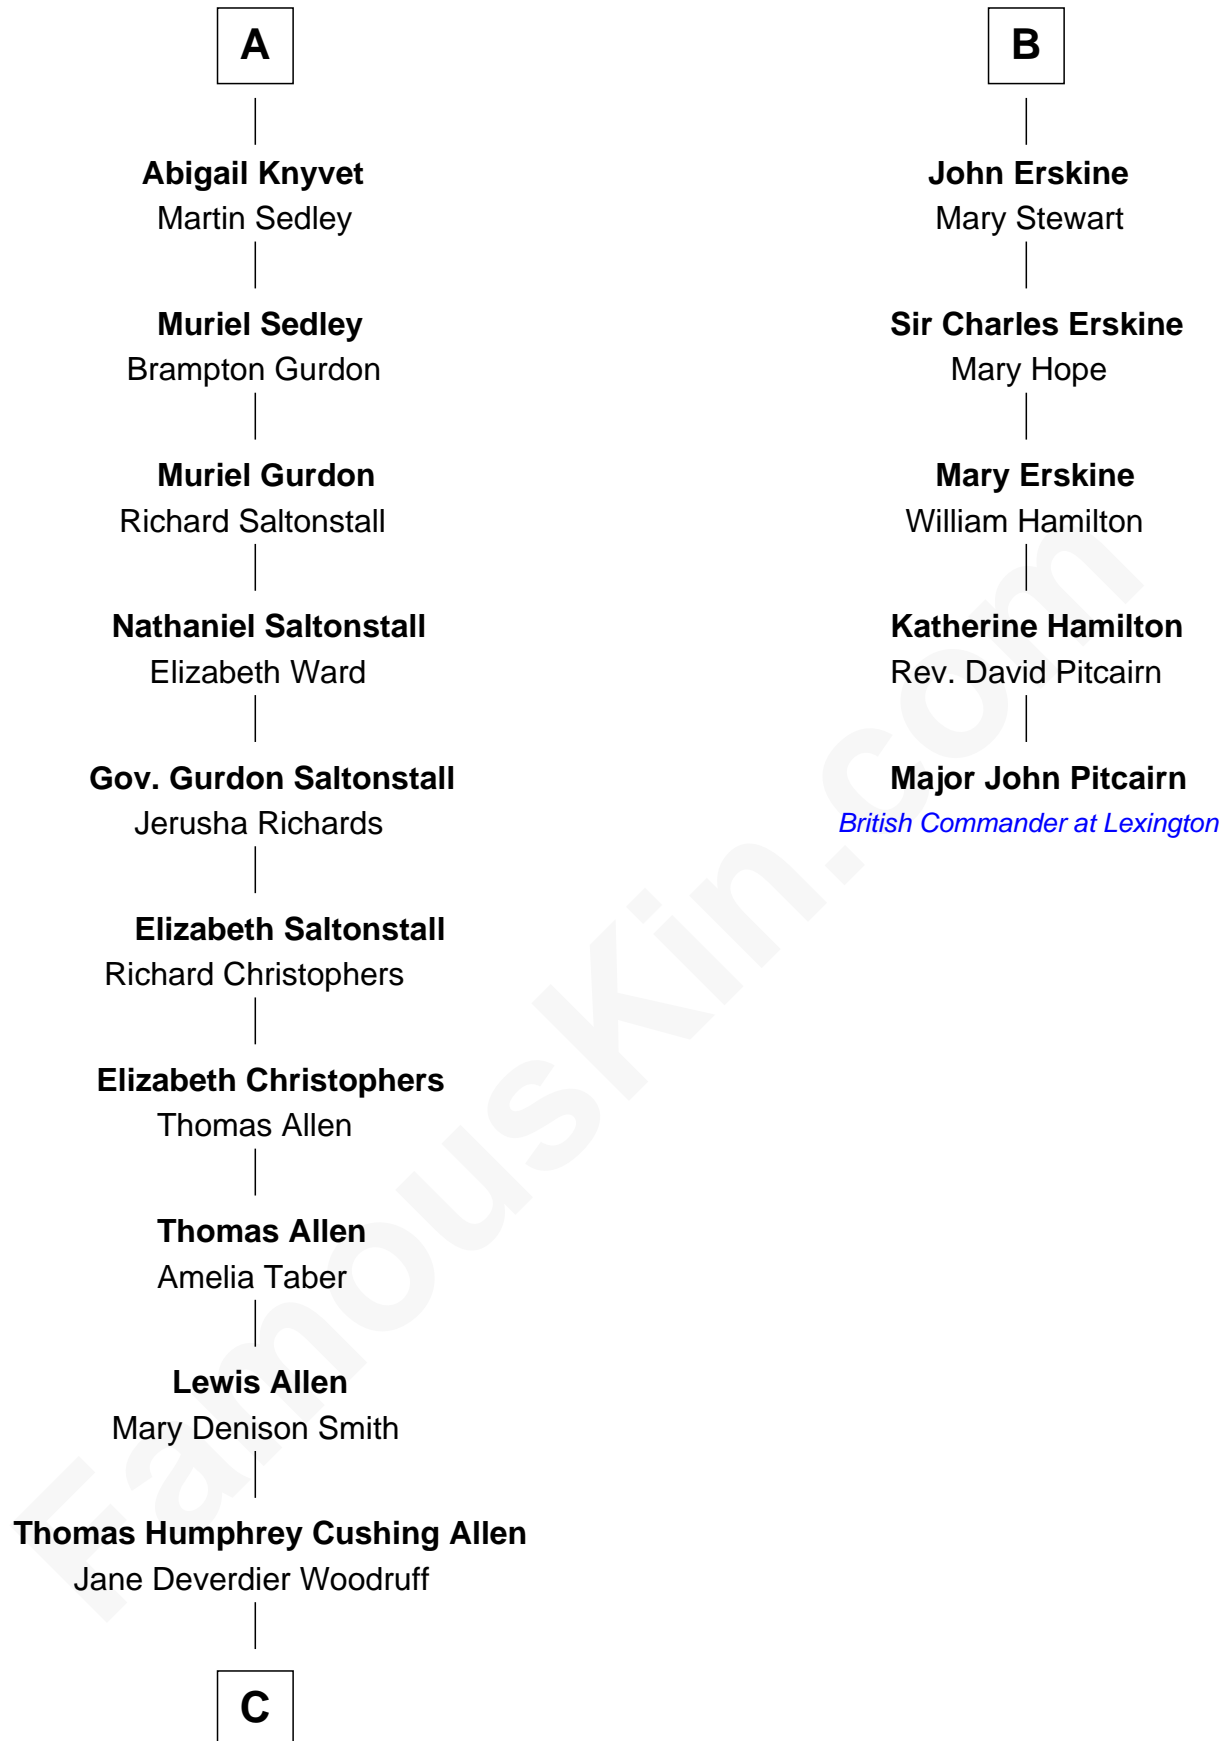 A
Abigail Knyvet
Martin Sedley
Muriel Sedley
Brampton Gurdon
Muriel Gurdon
Richard Saltonstall
Nathaniel Saltonstall
Elizabeth Ward
Gov. Gurdon Saltonstall
Jerusha Richards
Elizabeth Saltonstall
Richard Christophers
Elizabeth Christophers
Thomas Allen
Thomas Allen
Amelia Taber
Lewis Allen
Mary Denison Smith
Thomas Humphrey Cushing Allen
Jane Deverdier Woodruff
C
B
John Erskine
Mary Stewart
Sir Charles Erskine
Mary Hope
Mary Erskine
William Hamilton
Katherine Hamilton
Rev. David Pitcairn
Major John Pitcairn
British Commander at Lexington
FamousKin.com